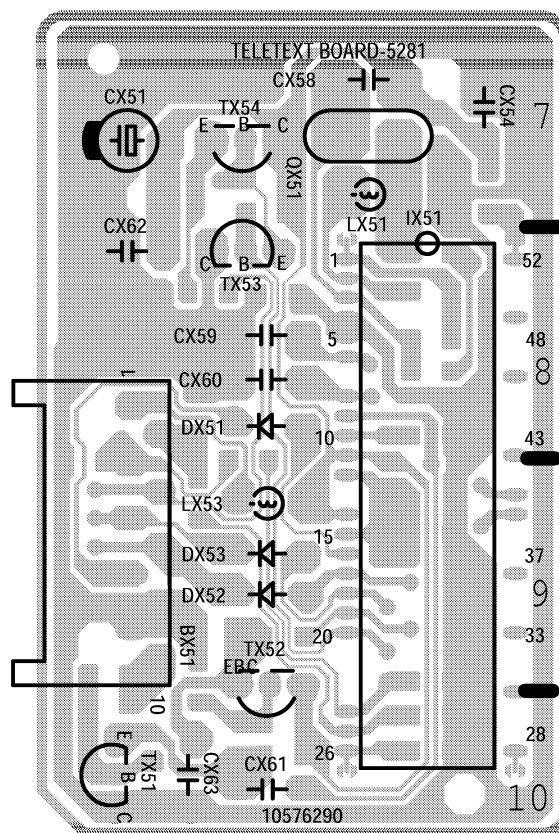 TELETEXT BOARD-5281
CX58
CX51
TX54
CX54
7
E B C
QX51
LX51
IX51
CX62
C B E
TX53
1
52
CX59
5
48
CX60
8
1
DX51
10
43
LX53
15
DX53
37
DX52
9
BX51
TX52
20
33
EBC
10
E
B
C
TX51
CX63
CX61
26
28
10
10576290